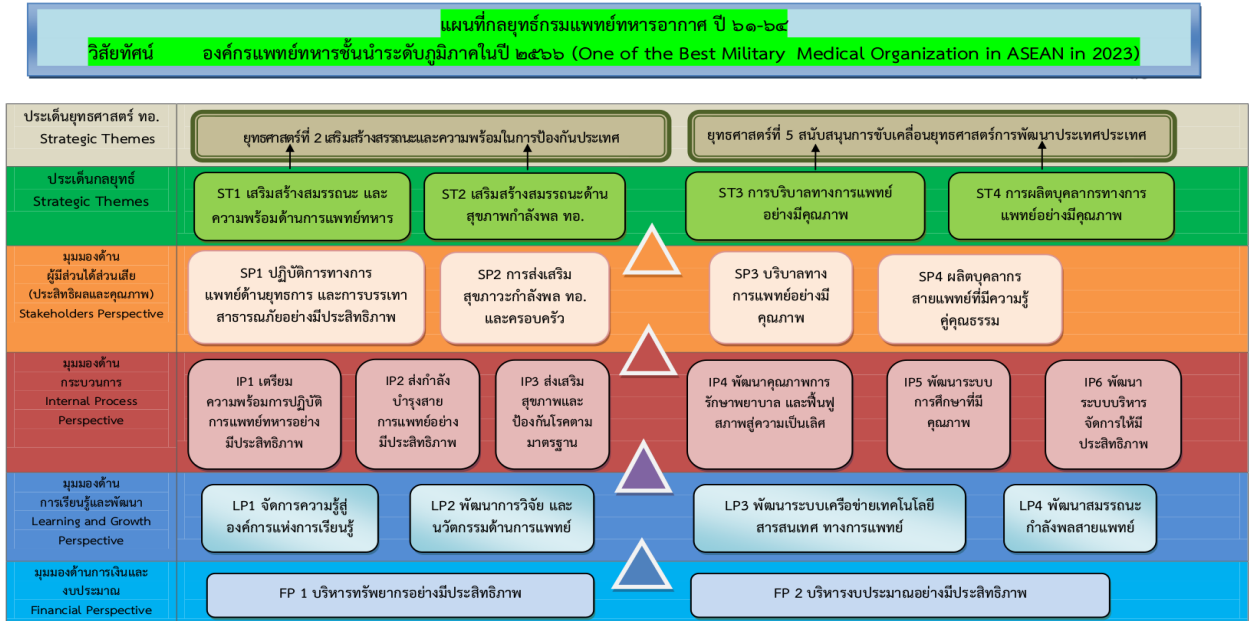 แผนที่กลยุทธ์กรมแพทย์ทหารอากาศ ปี ๖๑-๖๔
วิสัยทัศน์ องค์กรแพทย์ทหารชั้นนำระดับภูมิภาคในปี ๒๕๖๖ (One of the Best Military Medical Organization in ASEAN in 2023)
ประเด็นยุทธศาสตร์ ทอ.
Strategic Themes
ยุทธศาสตร์ที่ 2 เสริมสร้างสรรถนะและความพร้อมในการป้องกันประเทศ
ยุทธศาสตร์ที่ 5 สนับสนุนการขับเคลื่อนยุทธศาสตร์การพัฒนาประเทศประเทศ
ประเด็นกลยุทธ์
Strategic Themes
ST1 เสริมสร้างสมรรถนะ และ
ความพร้อมด้านการแพทย์ทหาร
ST2 เสริมสร้างสมรรถนะด้าน
สุขภาพกำลังพล ทอ.
ST3 การบริบาลทางการแพทย์
อย่างมีคุณภาพ
ST4 การผลิตบุคลากรทางการ
แพทย์อย่างมีคุณภาพ
มุมมองด้าน
ผู้มีส่วนได้ส่วนเสีย
(ประสิทธิผลและคุณภาพ)
Stakeholders Perspective
SP1 ปฏิบัติการทางการ
แพทย์ด้านยุทธการ และการบรรเทา
สาธารณภัยอย่างมีประสิทธิภาพ
SP2 การส่งเสริม
สุขภาวะกำลังพล ทอ.
และครอบครัว
SP3 บริบาลทาง
การแพทย์อย่างมี
คุณภาพ
SP4 ผลิตบุคลากร
สายแพทย์ที่มีความรู้
คู่คุณธรรม
มุมมองด้าน
กระบวนการ
Internal Process
Perspective
IP1 เตรียม
ความพร้อมการปฏิบัติ
การแพทย์ทหารอย่าง
มีประสิทธิภาพ
IP2 ส่งกำลัง
บำรุงสาย
การแพทย์อย่าง
มีประสิทธิภาพ
IP3 ส่งเสริม
สุขภาพและ
ป้องกันโรคตาม
มาตรฐาน
IP4 พัฒนาคุณภาพการ
รักษาพยาบาล และฟื้นฟู
สภาพสู่ความเป็นเลิศ
IP5 พัฒนาระบบ
การศึกษาที่มี
คุณภาพ
IP6 พัฒนา
ระบบบริหาร
จัดการให้มี
ประสิทธิภาพ
มุมมองด้าน
การเรียนรู้และพัฒนา
Learning and Growth
Perspective
LP1 จัดการความรู้สู่
องค์การแห่งการเรียนรู้
LP2 พัฒนาการวิจัย และ
นวัตกรรมด้านการแพทย์
LP3 พัฒนาระบบเครือข่ายเทคโนโลยี
สารสนเทศ ทางการแพทย์
LP4 พัฒนาสมรรถนะ
กำลังพลสายแพทย์
มุมมองด้านการเงินและ
งบประมาณ
Financial Perspective
FP 1 บริหารทรัพยากรอย่างมีประสิทธิภาพ
FP 2 บริหารงบประมาณอย่างมีประสิทธิภาพ